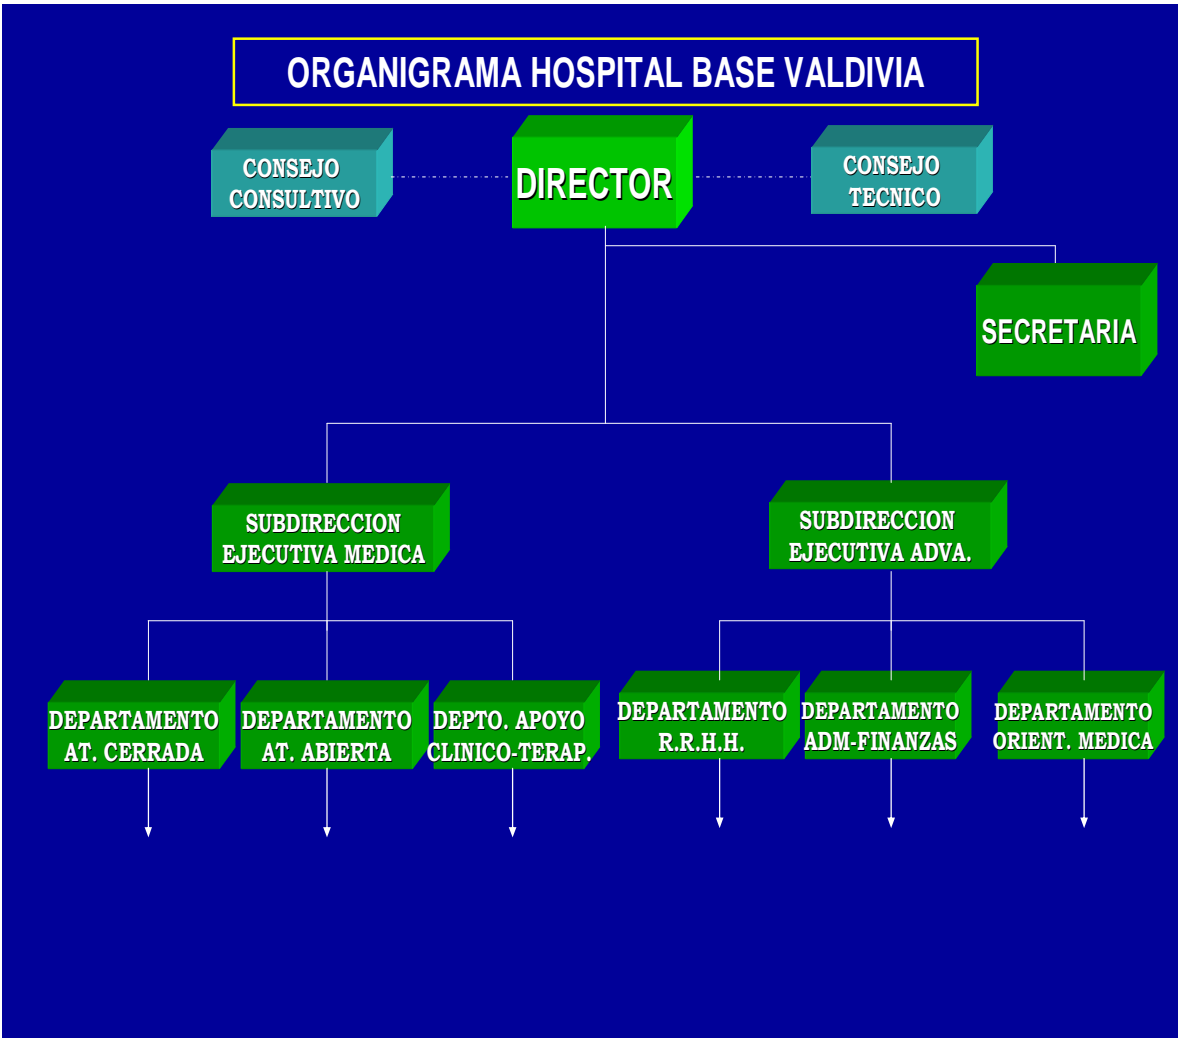 ORGANIGRAMA HOSPITAL BASE VALDIVIA
CONSEJO
CONSULTIVO
DIRECTOR
CONSEJO
TECNICO
SECRETARIA
SUBDIRECCION
EJECUTIVA MEDICA
SUBDIRECCION
EJECUTIVA ADVA.
DEPARTAMENTO
AT. CERRADA
DEPARTAMENTO
AT. ABIERTA
DEPTO. APOYO
CLINICO-TERAP.
DEPARTAMENTO
R.R.H.H.
DEPARTAMENTO
ADM-FINANZAS
DEPARTAMENTO
ORIENT. MEDICA